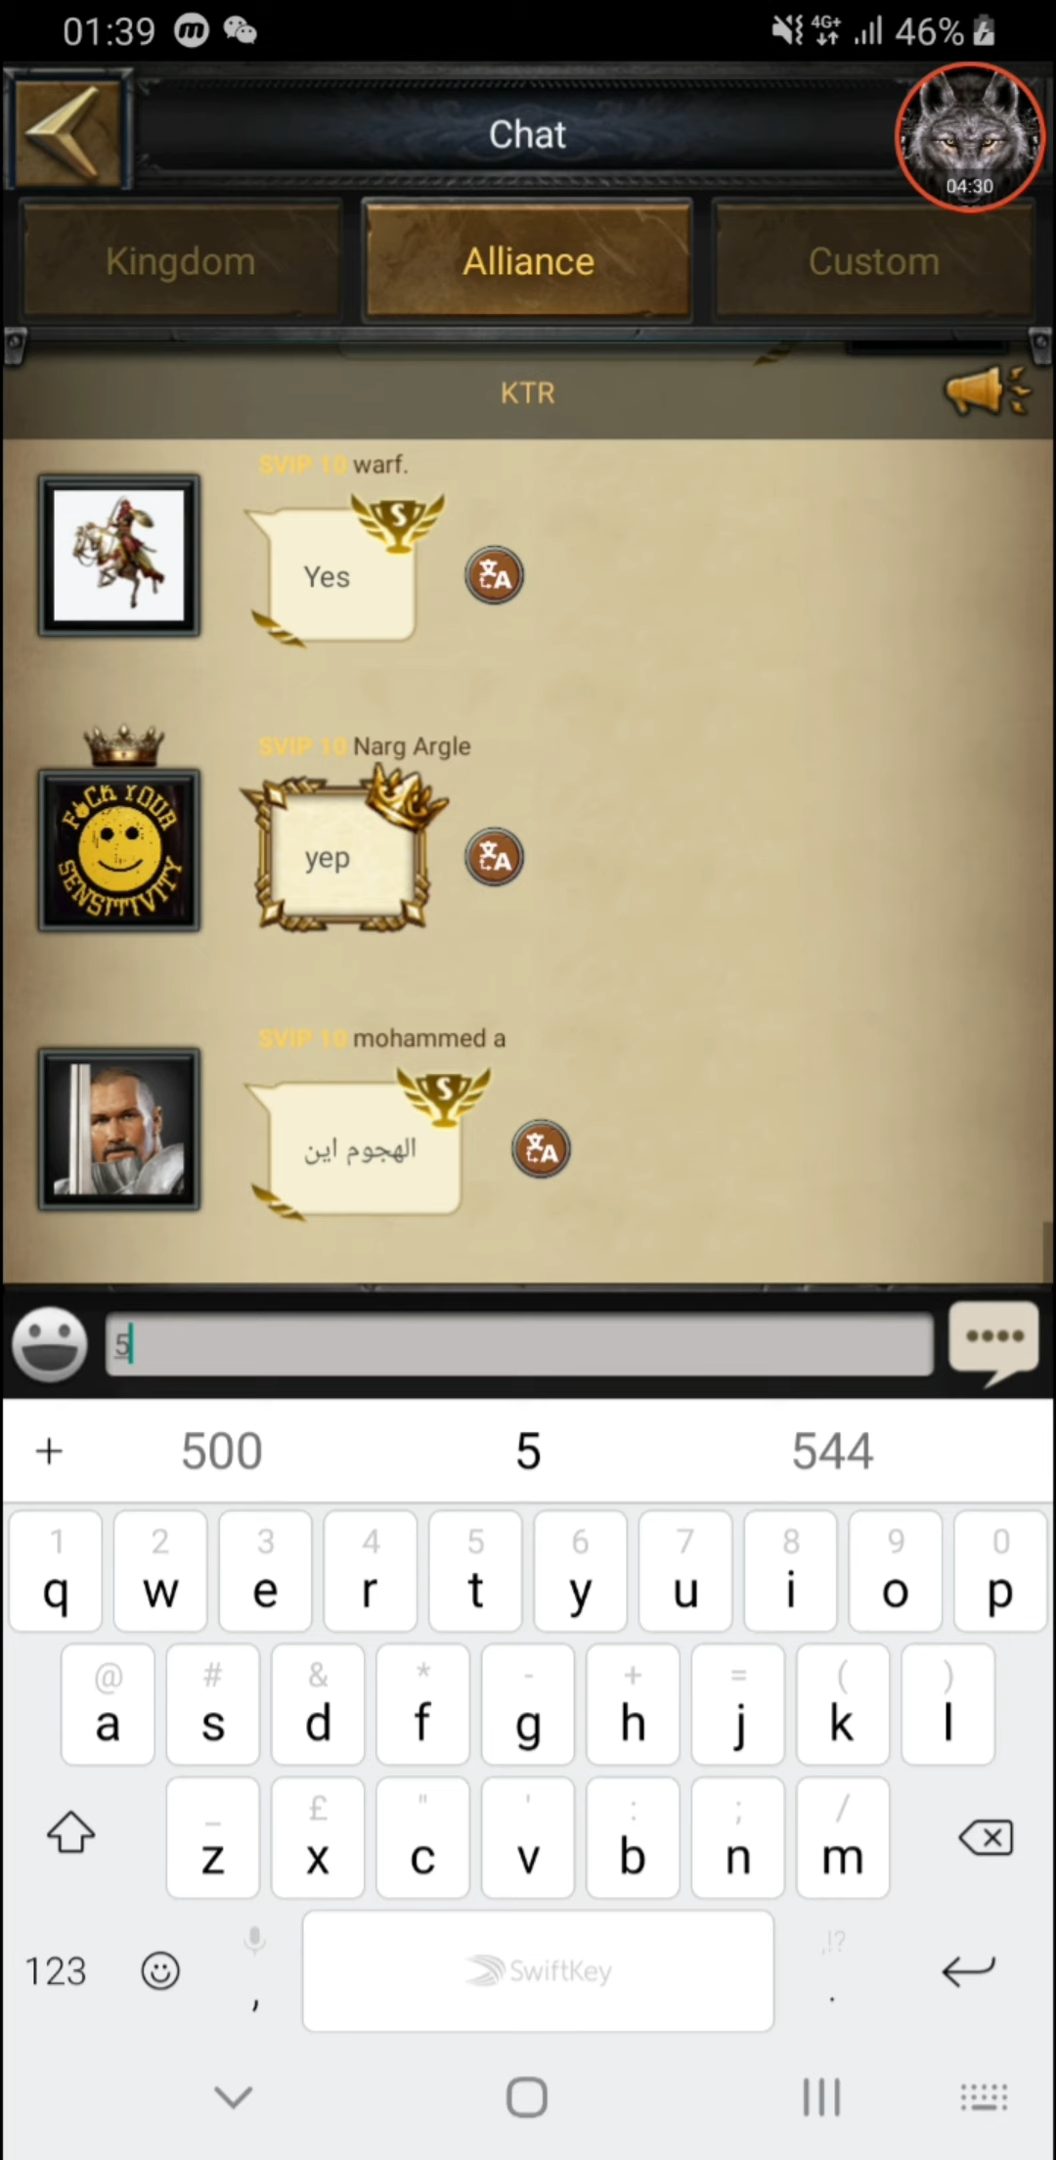 01:39
4G+ 46%
Chat
04:30
Kingdom Alliance Custom
KTR
SVIP 10 warf.
S
Yes
SVIP 10 Narg Argle
F CK YOUR
SENSITIVITY
yep
SVIP 10 mohammed a
S
الهجوم اين
5
+ 500 5 544
1 2 3 4 5 6 7 8 9 0
q w e r t y u i o p
@ # & * - + = ( )
a s d f g h j k l
_ £ " ' : ; /
z x c v b n m
,!?
123 , SwiftKey .